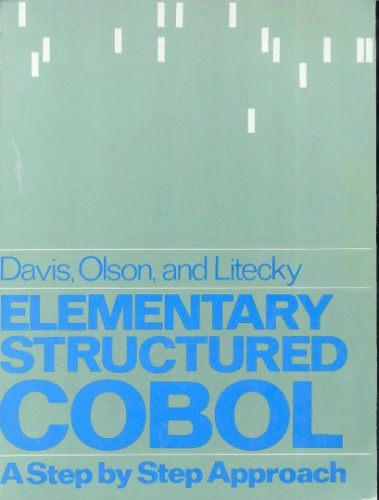 Davis, Olson, and Litecky
ELEMENTARY
STRUCTURED
COBOL
A Step by Step Approach